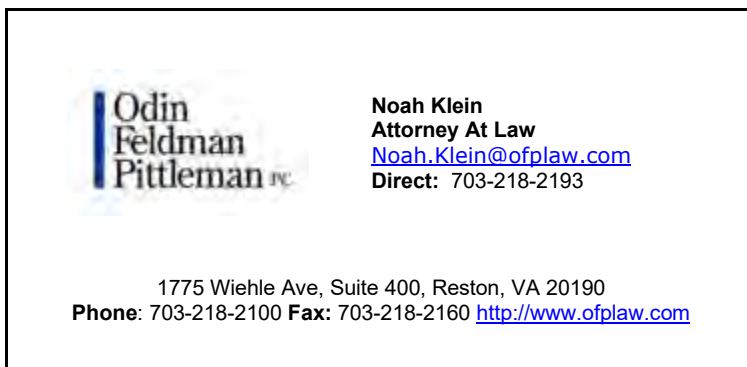 Odin
Feldman
Pittleman PC
Noah Klein
Attorney At Law
Noah.Klein@ofplaw.com
Direct: 703-218-2193
1775 Wiehle Ave, Suite 400, Reston, VA 20190
Phone: 703-218-2100 Fax: 703-218-2160 http://www.ofplaw.com